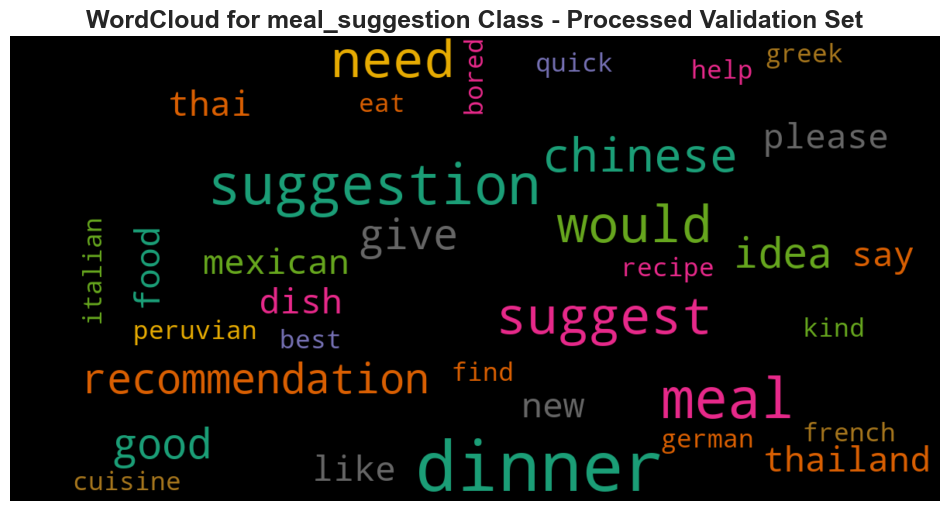 WordCloud for meal_suggestion Class - Processed Validation Set
need
bored
quick
help
greek
thai
eat
please
chinese
suggestion
would
give
italian
food
mexican
idea
say
recipe
dish
suggest
peruvian
best
kind
recommendation
find
new
meal
good
german
french
like
dinner
thailand
cuisine